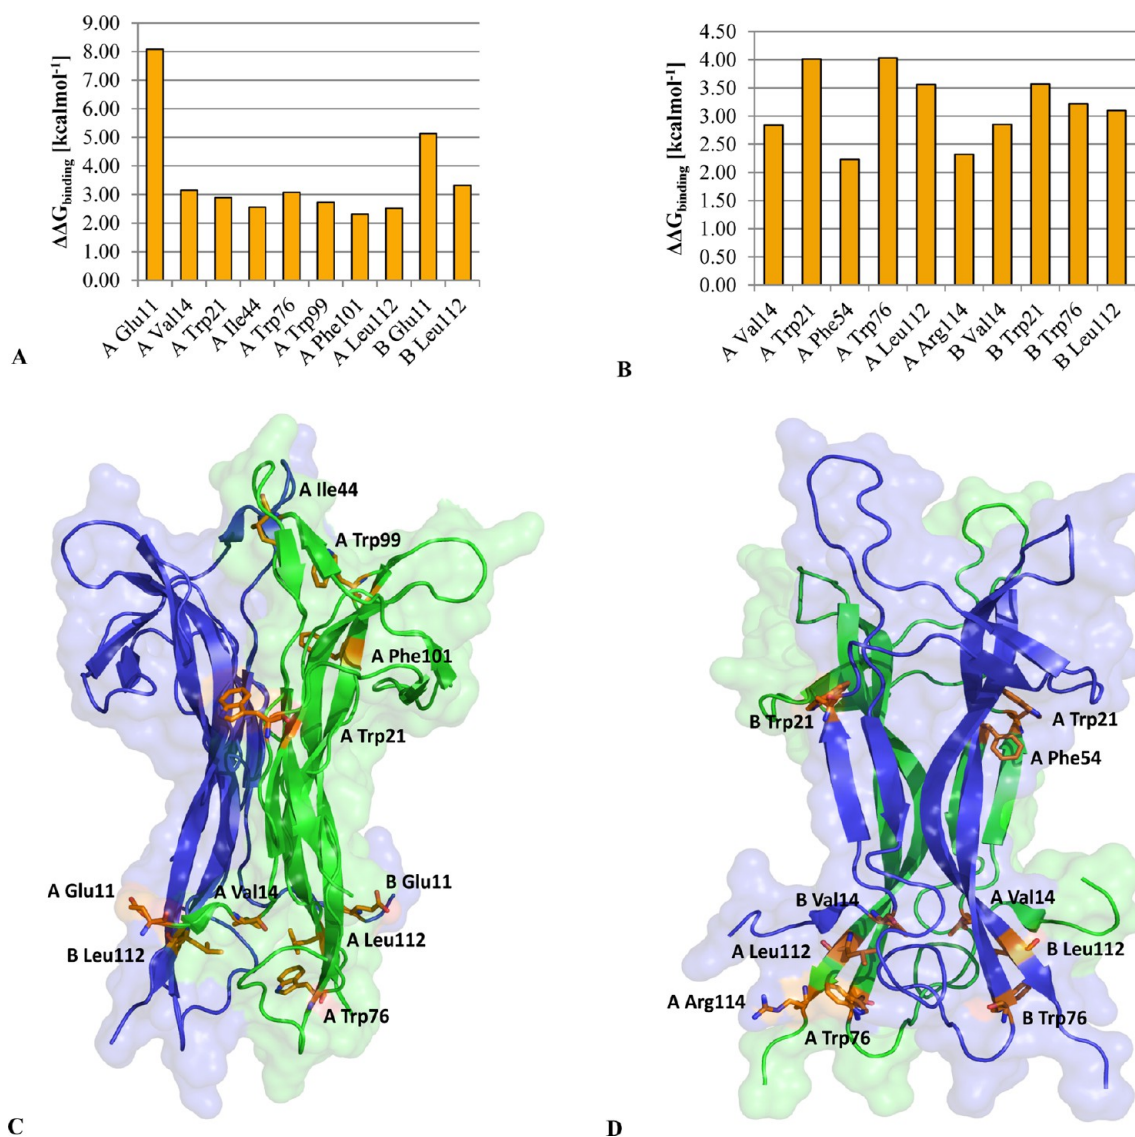 9.00
8.00
7.00
6.00
5.00
4.00
3.00
2.00
1.00
0.00
ΔΔG_binding [kcalmol⁻¹]
A Glu11
A Val14
A Trp21
A Ile44
A Trp76
A Trp99
A Phe101
A Leu112
B Glu11
B Leu112
A
4.50
4.00
3.50
3.00
2.50
2.00
1.50
1.00
0.50
0.00
ΔΔG_binding [kcalmol⁻¹]
A Val14
A Trp21
A Phe54
A Trp76
A Leu112
A Arg114
B Val14
B Trp21
B Trp76
B Leu112
B
A Ile44
A Trp99
A Phe101
A Trp21
A Glu11
A Val14
B Glu11
B Leu112
A Leu112
A Trp76
C
B Trp21
A Trp21
A Phe54
B Val14
A Val14
A Leu112
B Leu112
A Arg114
A Trp76
B Trp76
D